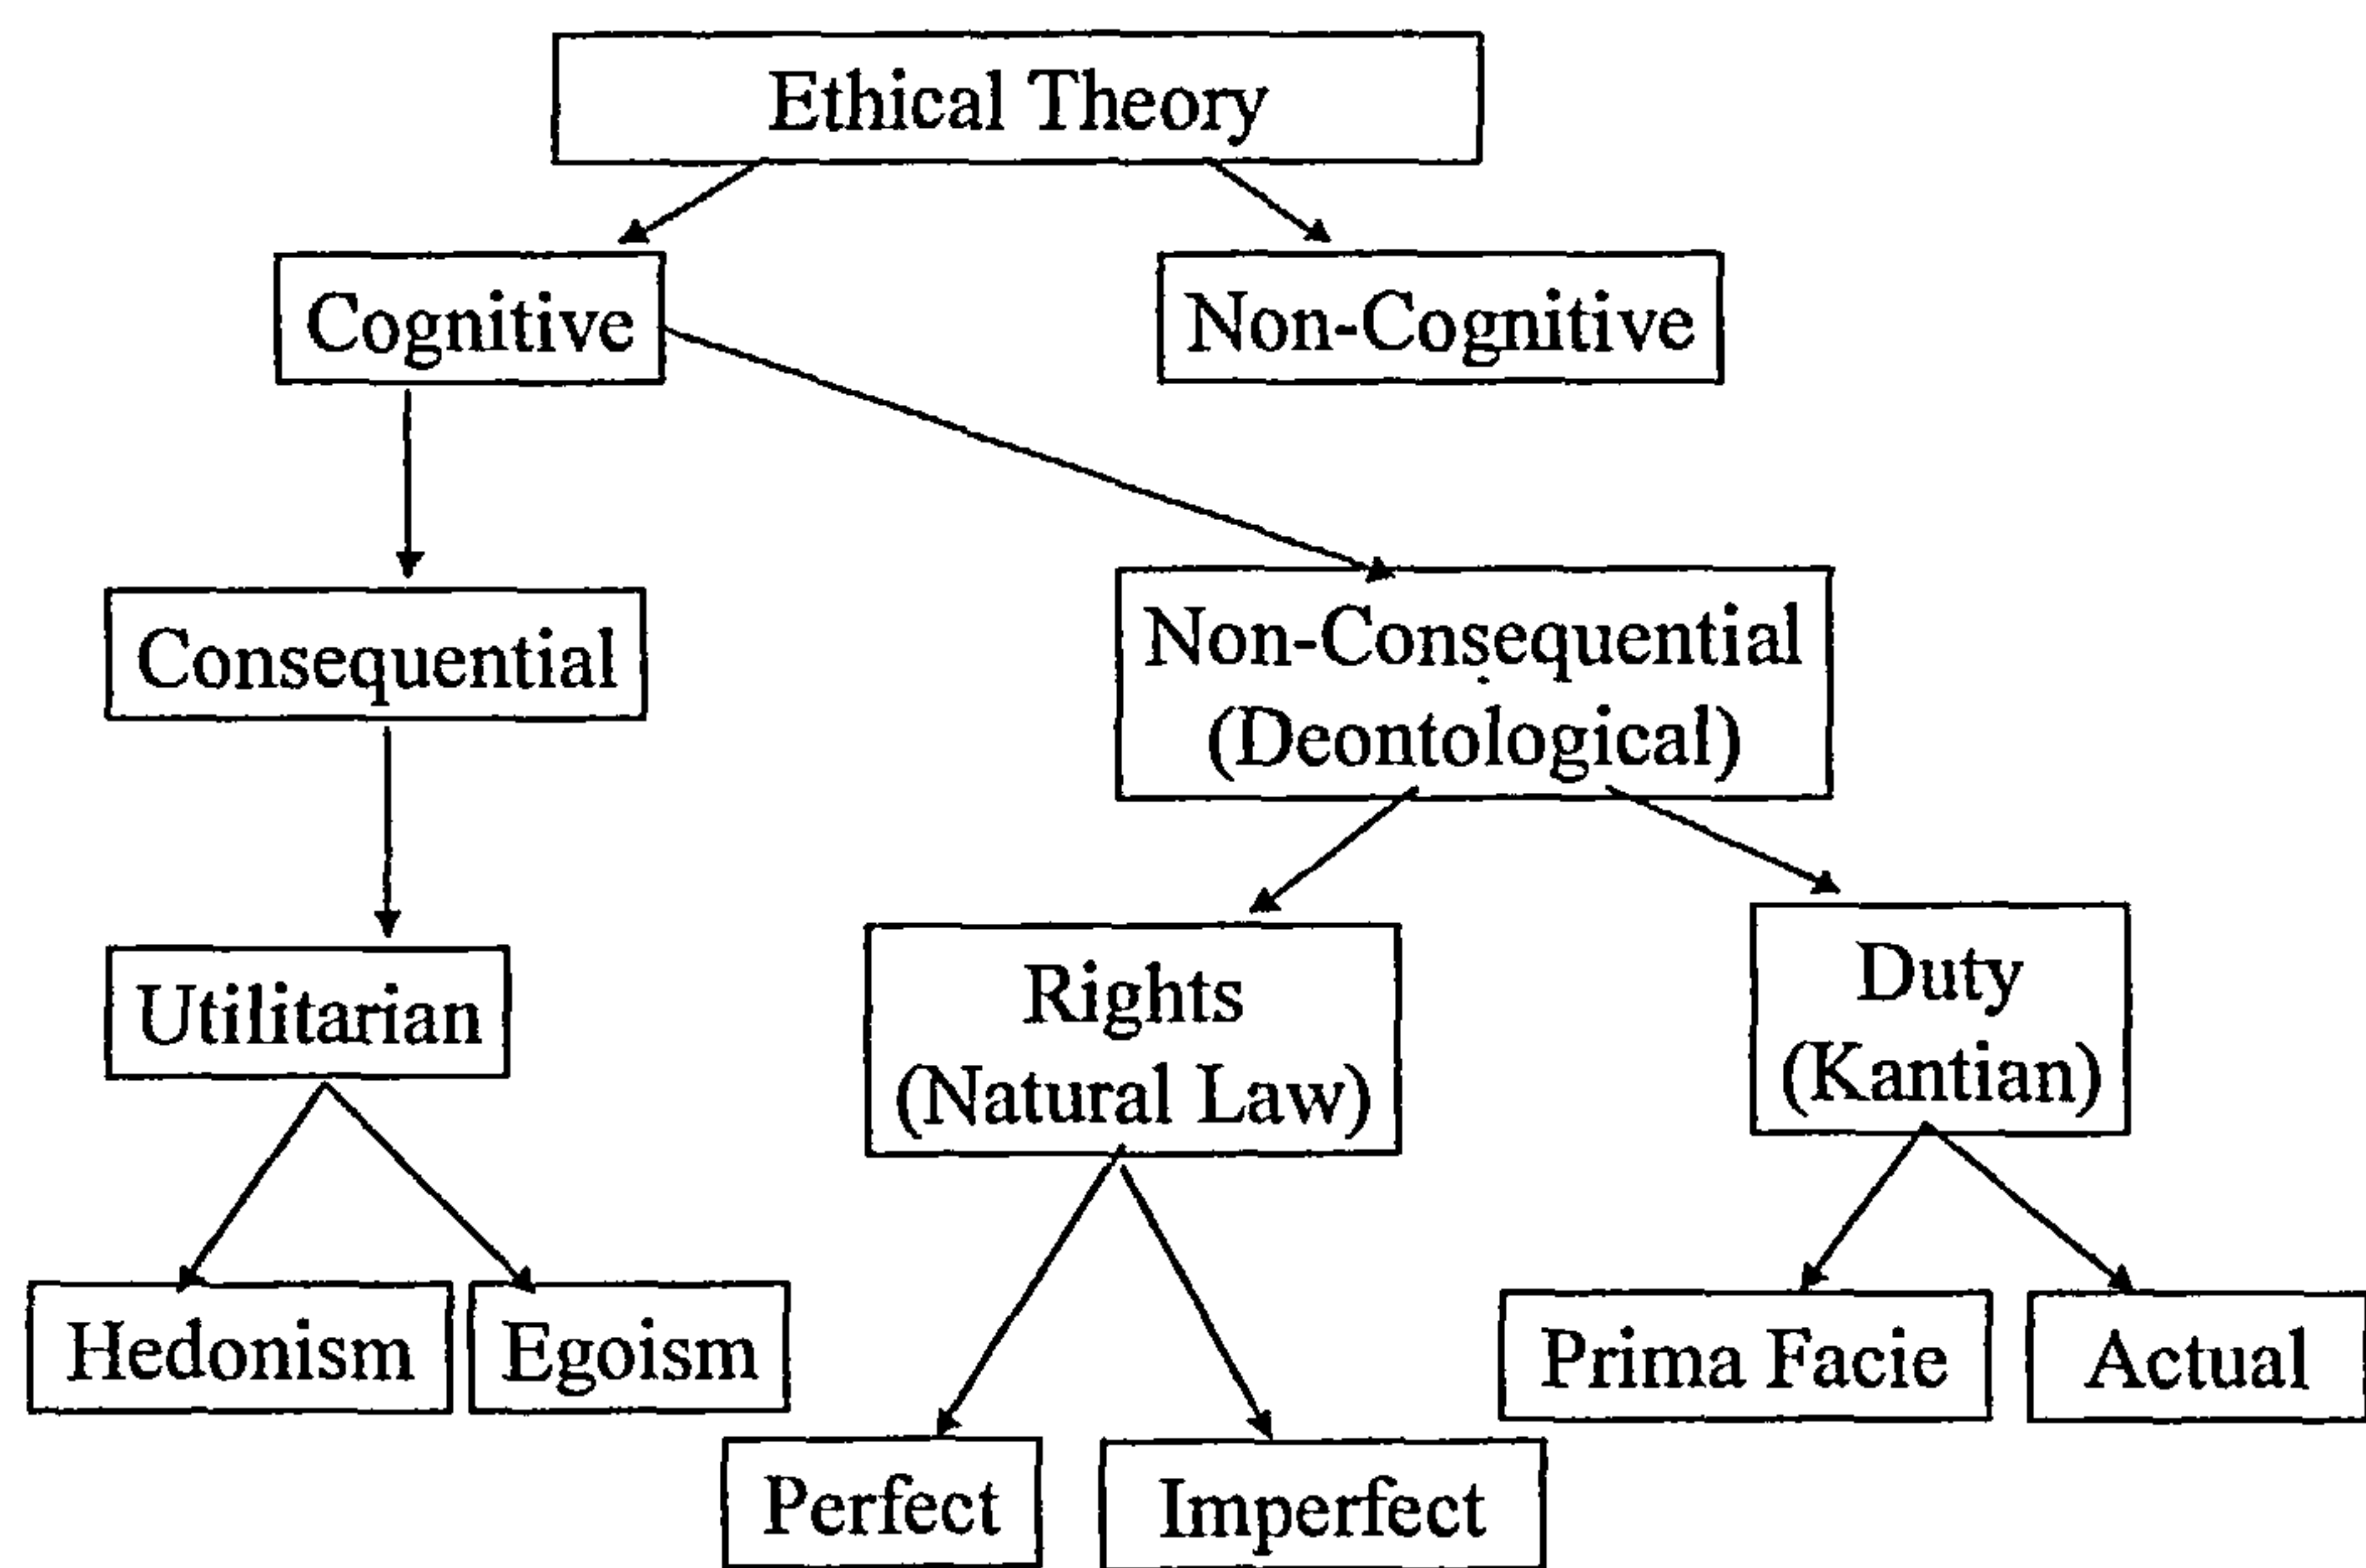 Ethical Theory
Cognitive
Non-Cognitive
Consequential
Non-Consequential
(Deontological)
Utilitarian
Rights
(Natural Law)
Duty
(Kantian)
Hedonism
Egoism
Prima Facie
Actual
Perfect
Imperfect